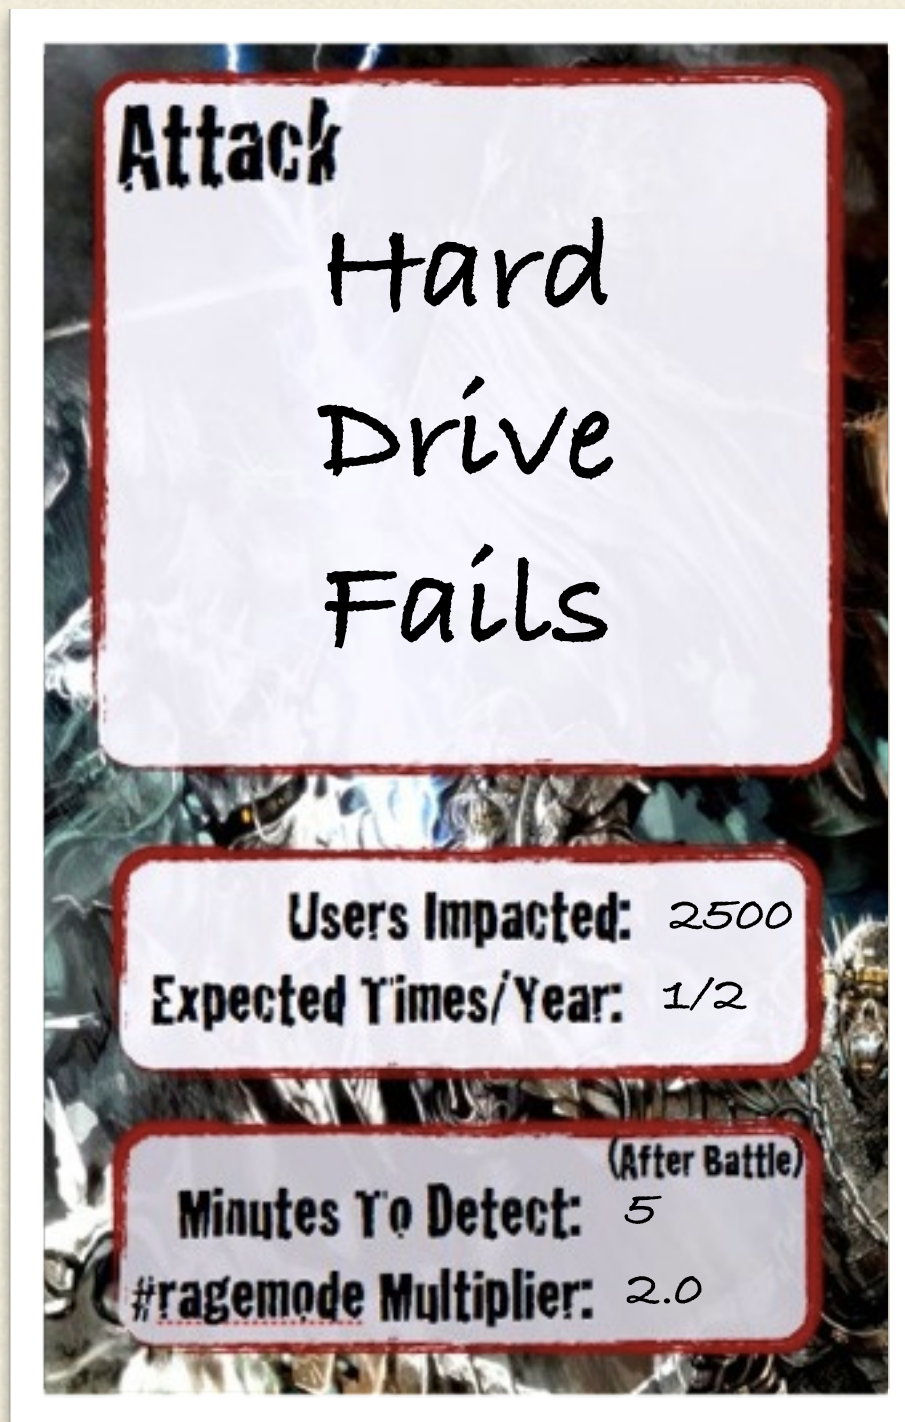 Attack
Hard
Drive
Fails
Users Impacted: 2500
Expected Times/Year: 1/2
(After Battle)
Minutes To Detect: 5
#ragemode Multiplier: 2.0